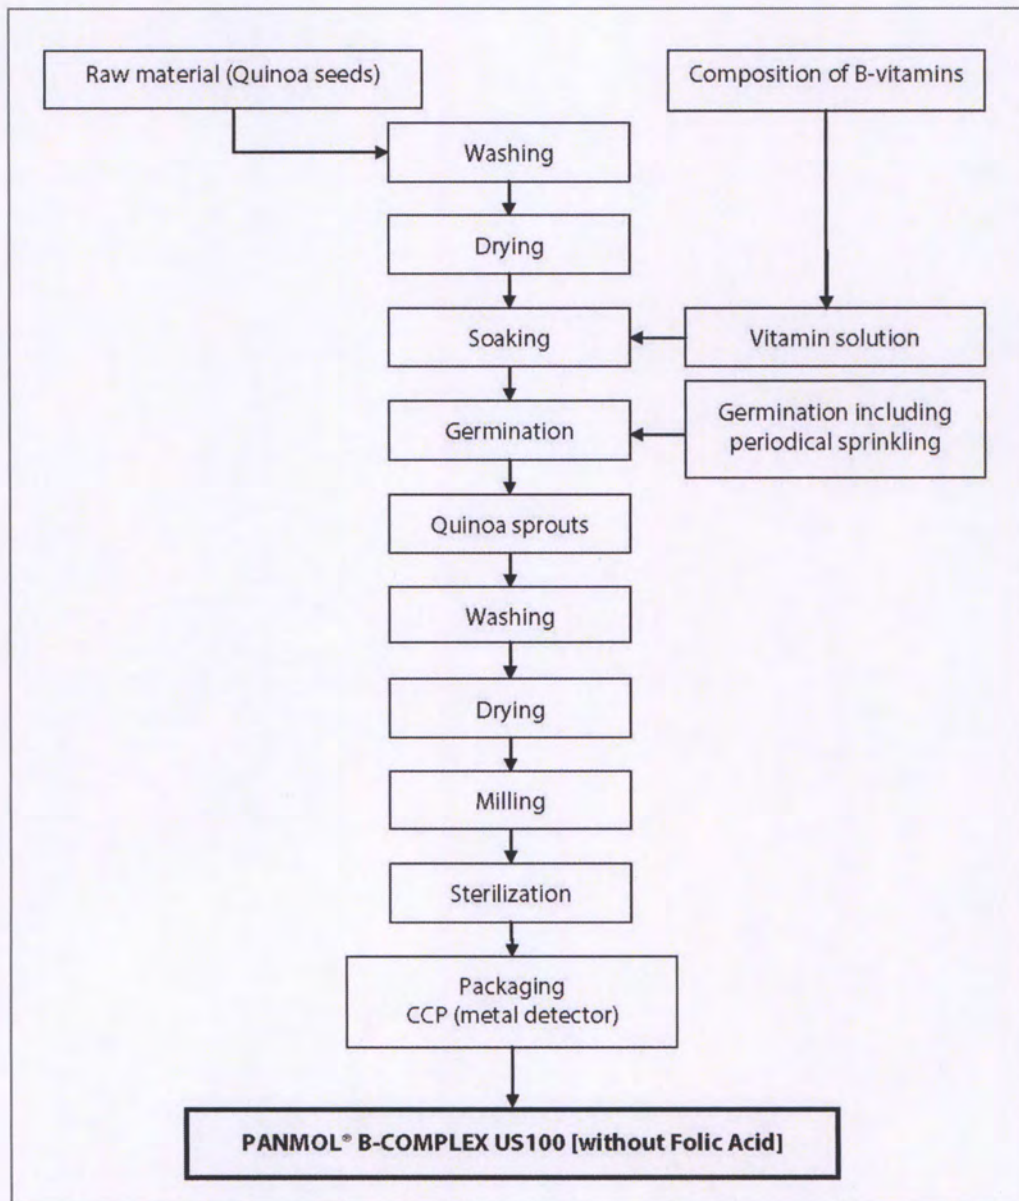 Raw material (Quinoa seeds)
Composition of B-vitamins
Washing
Drying
Soaking
Vitamin solution
Germination
Germination including
periodical sprinkling
Quinoa sprouts
Washing
Drying
Milling
Sterilization
Packaging
CCP (metal detector)
PANMOL® B-COMPLEX US100 [without Folic Acid]